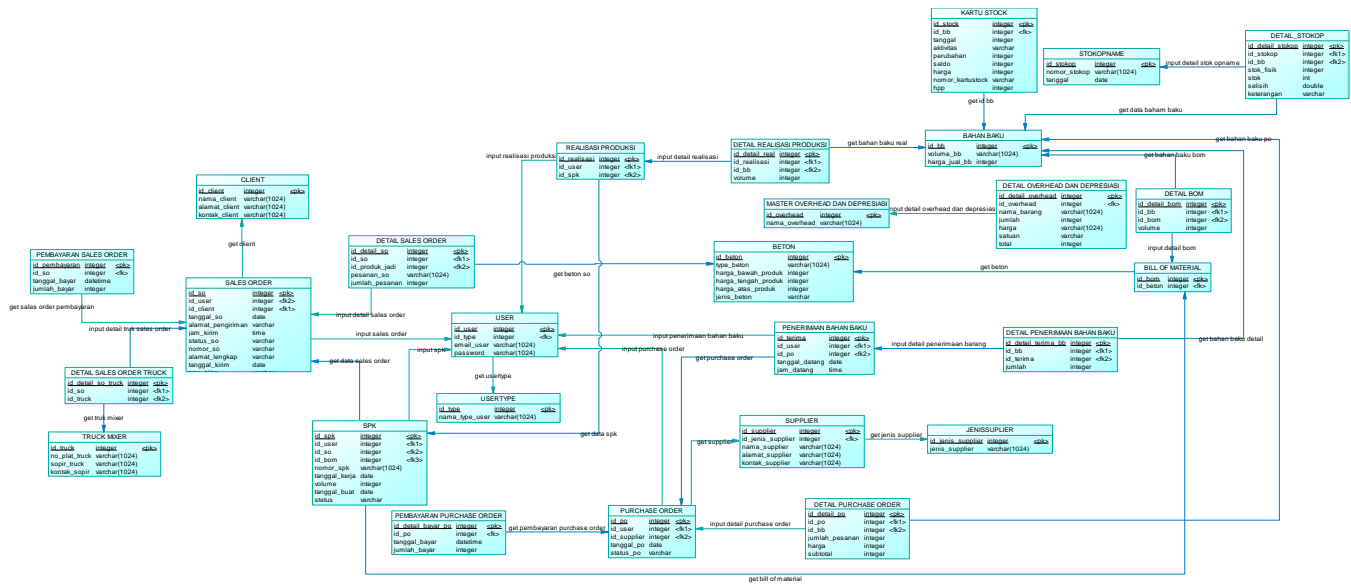 KARTU STOCK
id_stock integer <pk>
id_bb integer <fk>
tanggal integer
aktivitas varchar
perubahan integer
saldo integer
harga integer
nomor_kartustock varchar
hpp integer
STOKOPNAME
id_stokop integer <pk>
nomor_stokop varchar(1024)
tanggal date
input detail stok opname
DETAIL_STOKOP
id_detail_stokop integer <pk>
id_stokop integer <fk1>
id_bb integer <fk2>
stok_fisik integer
stok int
selisih double
keterangan varchar
get id bb
get data baham baku
BAHAN BAKU
id_bb integer <pk>
volume_bb varchar(1024)
harga_jual_bb integer
get bahan baku po
get bahan baku bom
REALISASI PRODUKSI
id_realisasi integer <pk>
id_user integer <fk1>
id_spk integer <fk2>
input realisasi produksi
input detail realisasi
DETAIL REALISASI PRODUKSI
id_detail_real integer <pk>
id_realisasi integer <fk1>
id_bb integer <fk2>
volume integer
get bahan baku real
CLIENT
id_client integer <pk>
nama_client varchar(1024)
alamat_client varchar(1024)
kontak_client varchar(1024)
get client
MASTER OVERHEAD DAN DEPRESIASI
id_overhead integer <pk>
nama_overhead varchar(1024)
input detail overhead dan depresiasi
DETAIL OVERHEAD DAN DEPRESIASI
id_detail_overhead integer <pk>
id_overhead integer <fk>
nama_barang varchar(1024)
jumlah integer
harga varchar(1024)
satuan varchar
total integer
DETAIL BOM
id_detail_bom integer <pk>
id_bb integer <fk1>
id_bom integer <fk2>
volume integer
input detail bom
PEMBAYARAN SALES ORDER
id_pembayaran integer <pk>
id_so integer <fk>
tanggal_bayar datetime
jumlah_bayar integer
get sales order pembayaran
DETAIL SALES ORDER
id_detail_so integer <pk>
id_so integer <fk1>
id_produk_jadi integer <fk2>
pesanan_so varchar(1024)
jumlah_pesanan integer
get beton so
BETON
id_beton integer <pk>
type_beton varchar(1024)
harga_bawah_produk integer
harga_tengah_produk integer
harga_atas_produk integer
jenis_beton varchar
get beton
BILL OF MATERIAL
id_bom integer <pk>
id_beton integer <fk>
SALES ORDER
id_so integer <pk>
id_user integer <fk2>
id_client integer <fk1>
tanggal_so date
alamat_pengiriman varchar
jam_kirim time
status_so varchar
nomor_so varchar
alamat_lengkap varchar
tanggal_kirim date
input detail sales order
input detail truk sales order
input sales order
get data sales order
USER
id_user integer <pk>
id_type integer <fk>
email_user varchar(1024)
password varchar(1024)
input spk
input penerimaan bahan baku
input purchase order
get purchase order
PENERIMAAN BAHAN BAKU
id_terima integer <pk>
id_user integer <fk1>
id_po integer <fk2>
tanggal_datang date
jam_datang time
input detail penerimaan barang
DETAIL PENERIMAAN BAHAN BAKU
id_detail_terima_bb integer <pk>
id_bb integer <fk1>
id_terima integer <fk2>
jumlah integer
get bahan baku detail
DETAIL SALES ORDER TRUCK
id_detail_so_truck integer <pk>
id_so integer <fk1>
id_truck integer <fk2>
get truk mixer
get usertype
USERTYPE
id_type integer <pk>
nama_type_user varchar(1024)
TRUCK MIXER
id_truck integer <pk>
no_plat_truck varchar(1024)
sopir_truck varchar(1024)
kontak_sopir varchar(1024)
SPK
id_spk integer <pk>
id_user integer <fk1>
id_so integer <fk2>
id_bom integer <fk3>
nomor_spk varchar(1024)
tanggal_kerja date
volume integer
tanggal_buat date
status varchar
get data spk
SUPPLIER
id_supplier integer <pk>
id_jenis_supplier integer <fk>
nama_supplier varchar(1024)
alamat_supplier varchar(1024)
kontak_supplier varchar(1024)
get supplier
get jenis supplier
JENISSUPLIER
id_jenis_supplier integer <pk>
jenis_supplier varchar(1024)
PEMBAYARAN PURCHASE ORDER
id_detail_bayar_po integer <pk>
id_po integer <fk>
tanggal_bayar datetime
jumlah_bayar integer
get pembayaran purchase order
PURCHASE ORDER
id_po integer <pk>
id_user integer <fk1>
id_supplier integer <fk2>
tanggal_po date
status_po varchar
input detail purchase order
DETAIL PURCHASE ORDER
id_detail_po integer <pk>
id_po integer <fk1>
id_bb integer <fk2>
jumlah_pesanan integer
harga integer
subtotal integer
get bill of material